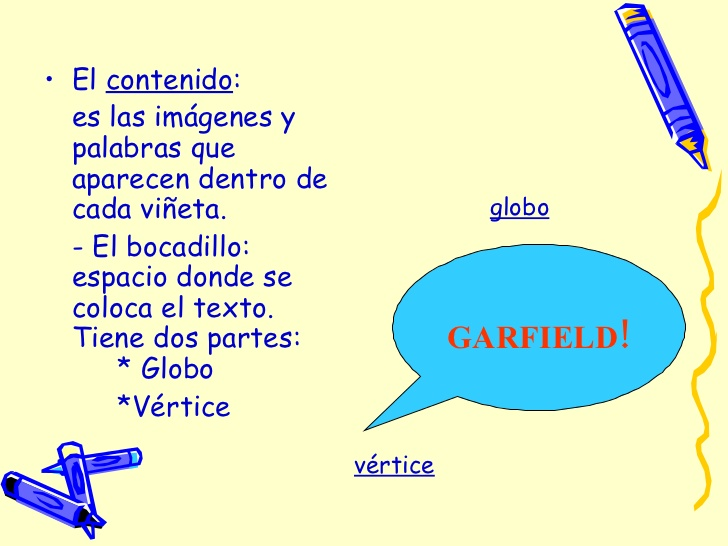 • El contenido:
es las imágenes y
palabras que
aparecen dentro de
cada viñeta.
- El bocadillo:
espacio donde se
coloca el texto.
Tiene dos partes:
* Globo
*Vértice
globo
GARFIELD!
vértice